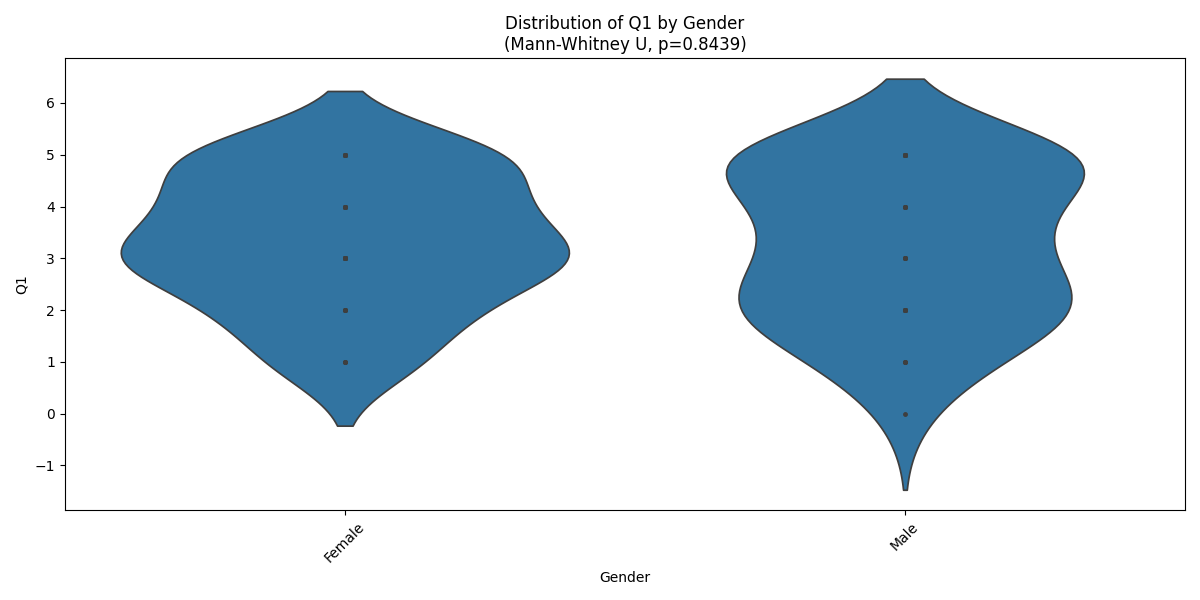 Distribution of Q1 by Gender
(Mann-Whitney U, p=0.8439)
6
5
4
3
2
1
0
−1
Q1
Female
Male
Gender